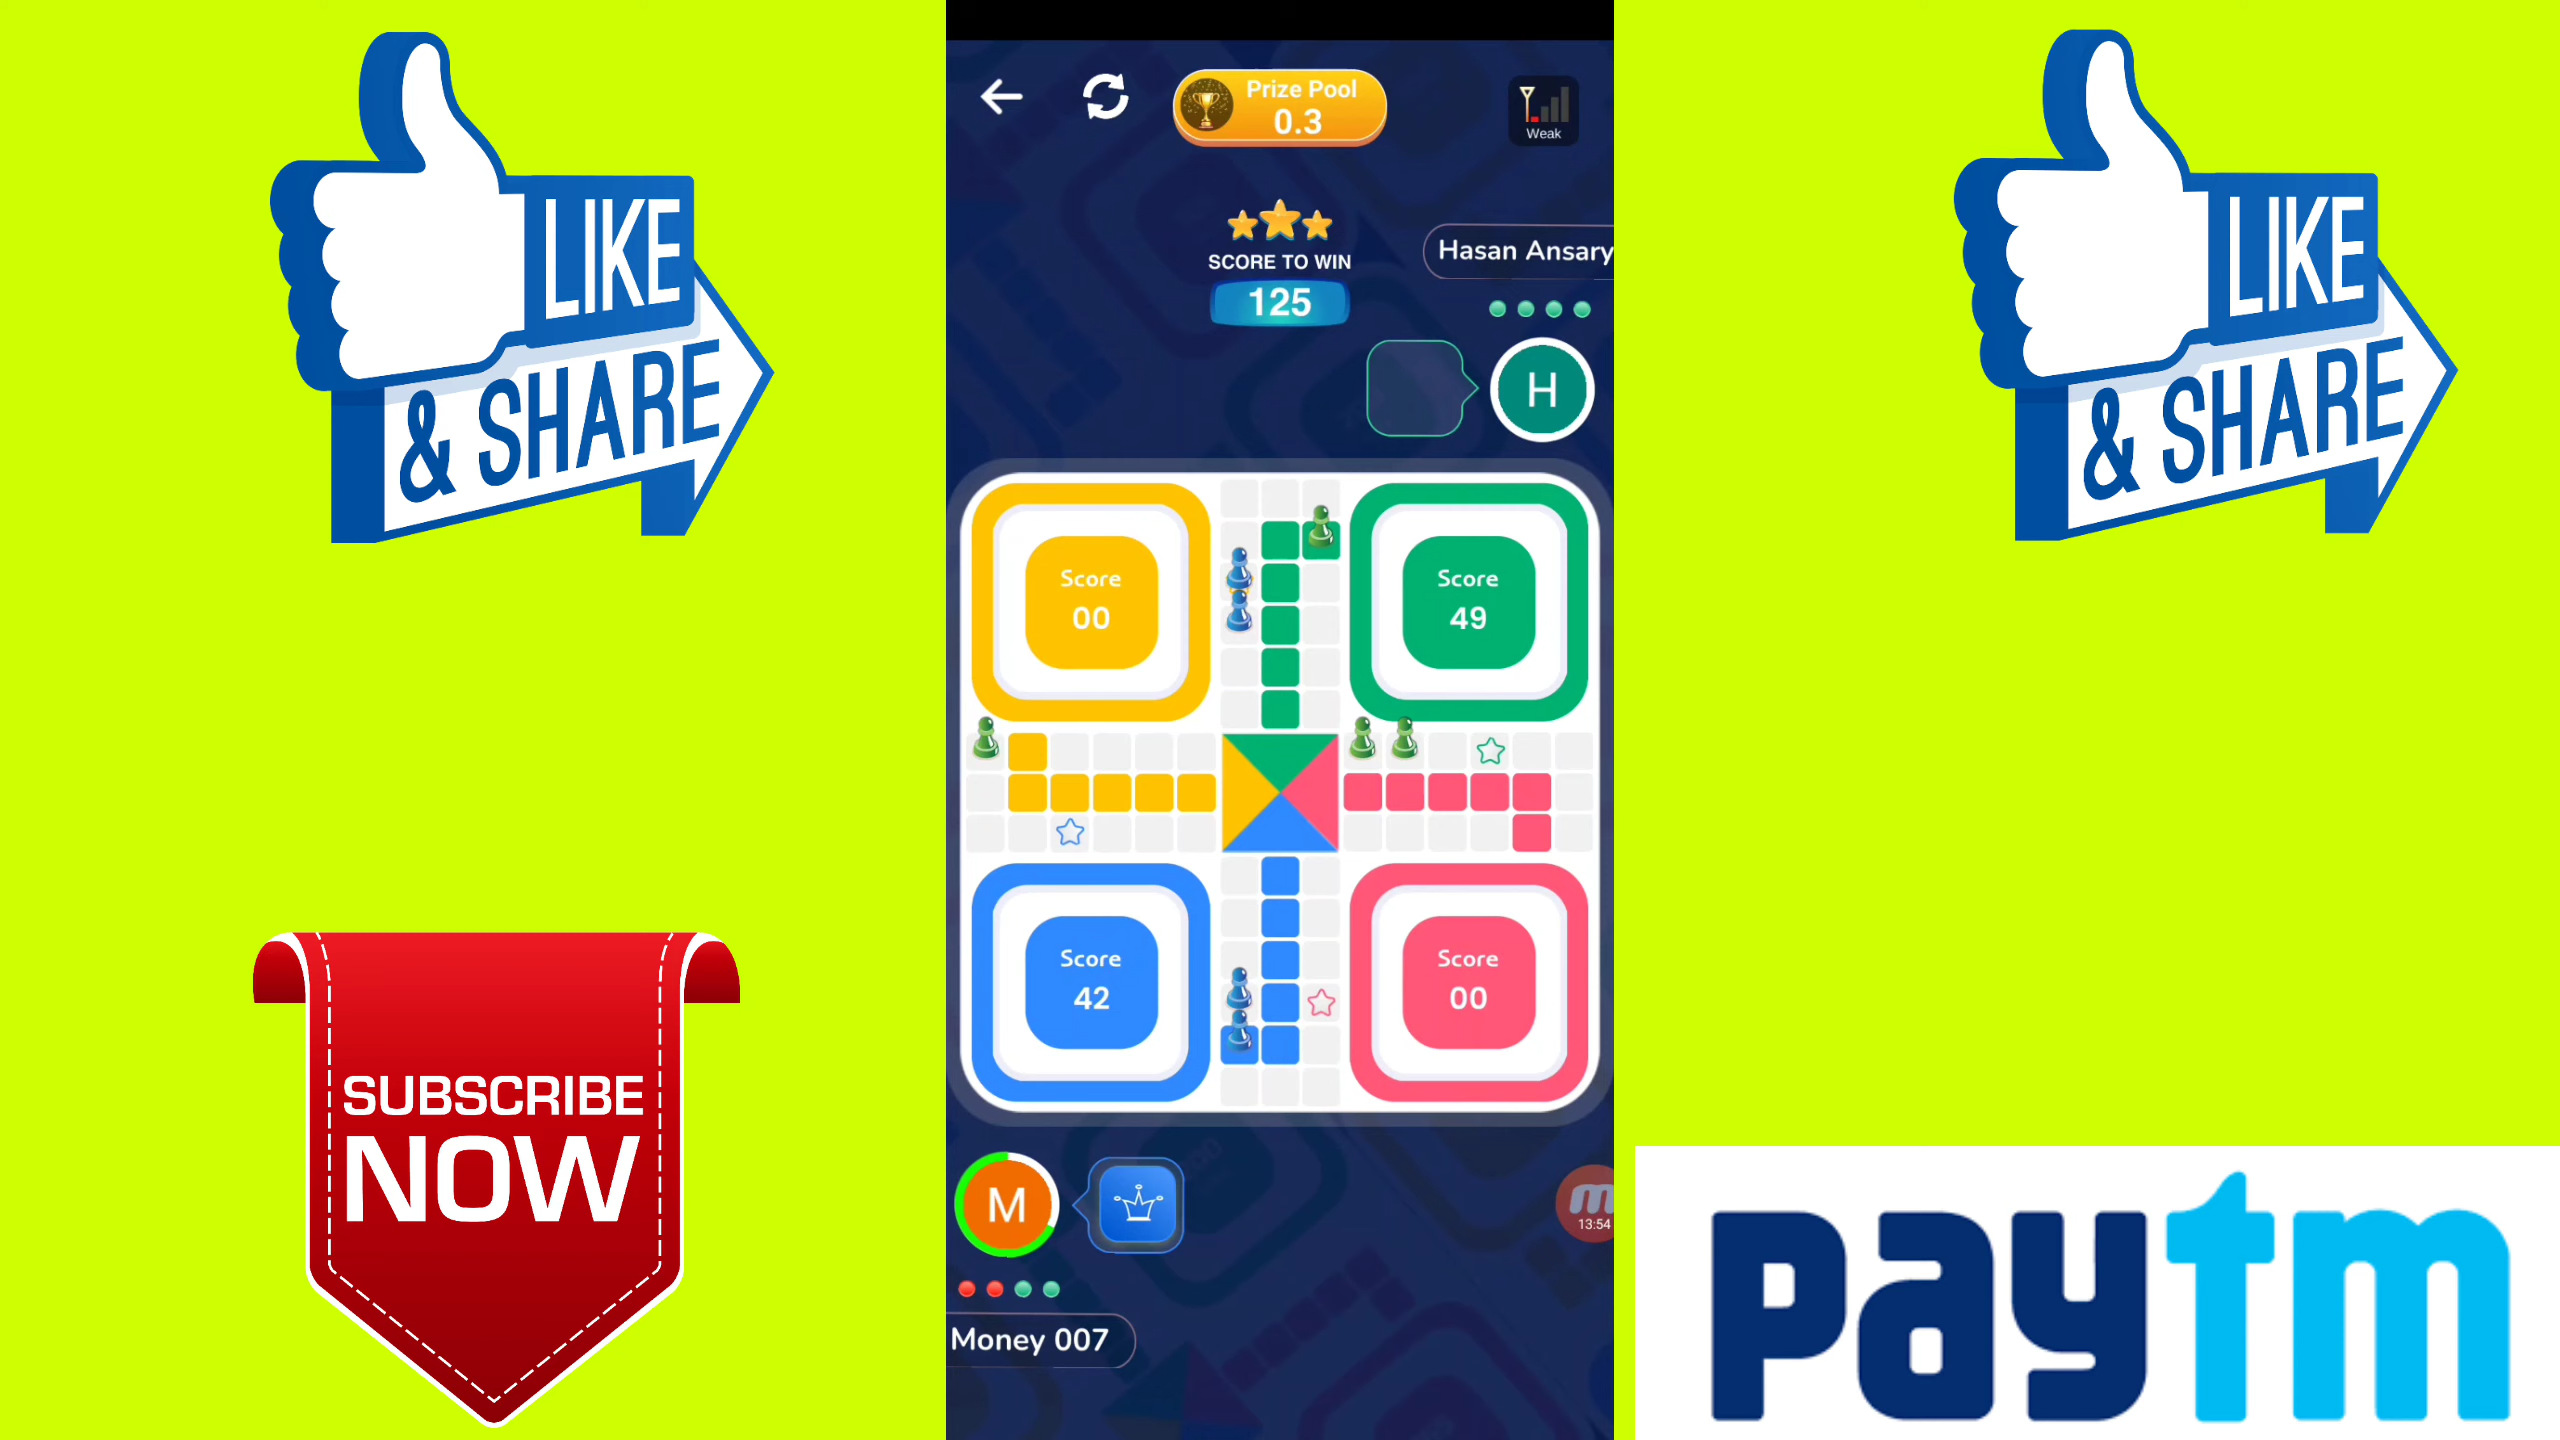 LIKE
& SHARE
SUBSCRIBE
NOW
Prize Pool
0.3
Weak
SCORE TO WIN
125
Hasan Ansary
H
Score
00
Score
49
Score
42
Score
00
M
m
13:54
Money 007
LIKE
& SHARE
paytm